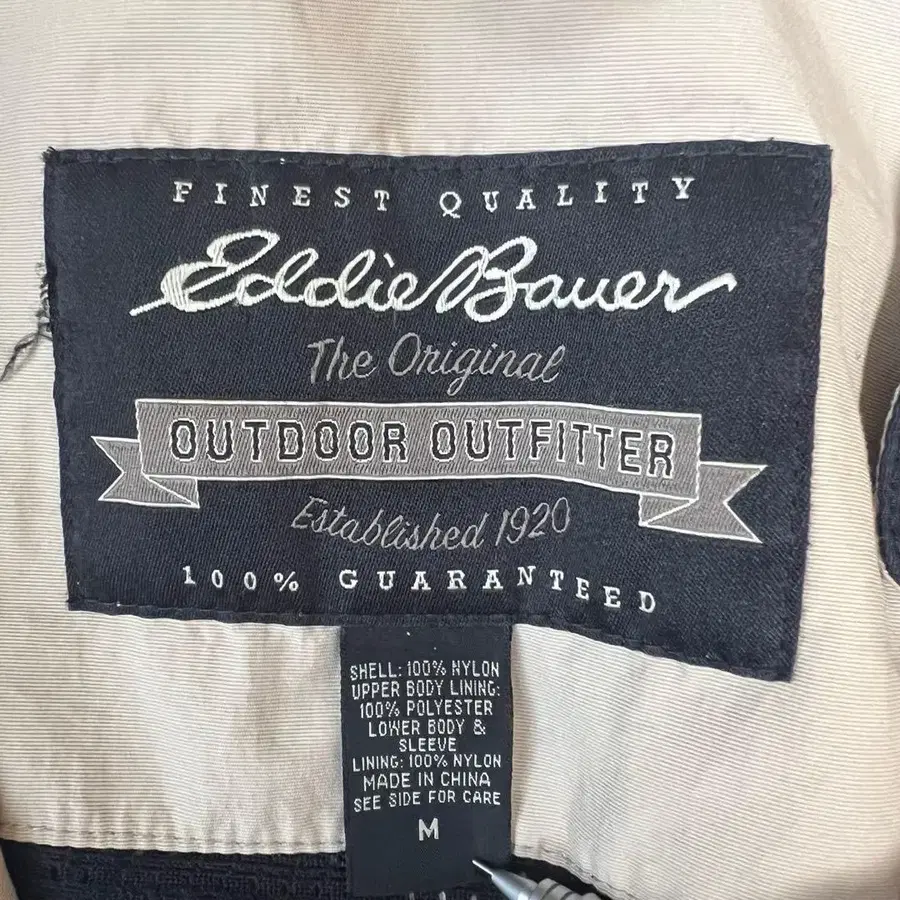 FINEST QUALITY
Eddie Bauer
The Original
OUTDOOR OUTFITTER
Established 1920
100% GUARANTEED
SHELL: 100% NYLON
UPPER BODY LINING:
100% POLYESTER
LOWER BODY &
SLEEVE
LINING: 100% NYLON
MADE IN CHINA
SEE SIDE FOR CARE
M